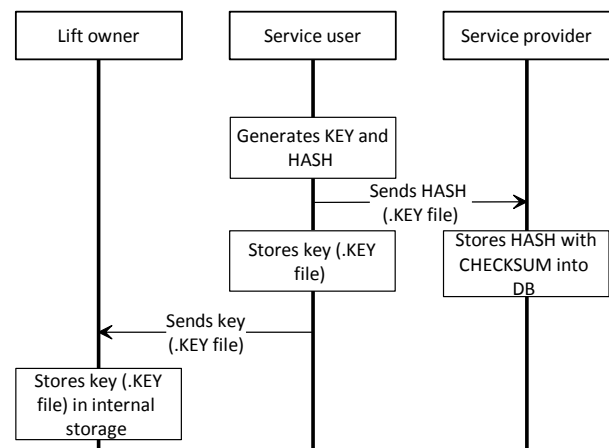 Lift owner
Service user
Service provider
Generates KEY and
HASH
Sends HASH
(.KEY file)
Stores key (.KEY
file)
Stores HASH with
CHECKSUM into
DB
Sends key
(.KEY file)
Stores key (.KEY
file) in internal
storage